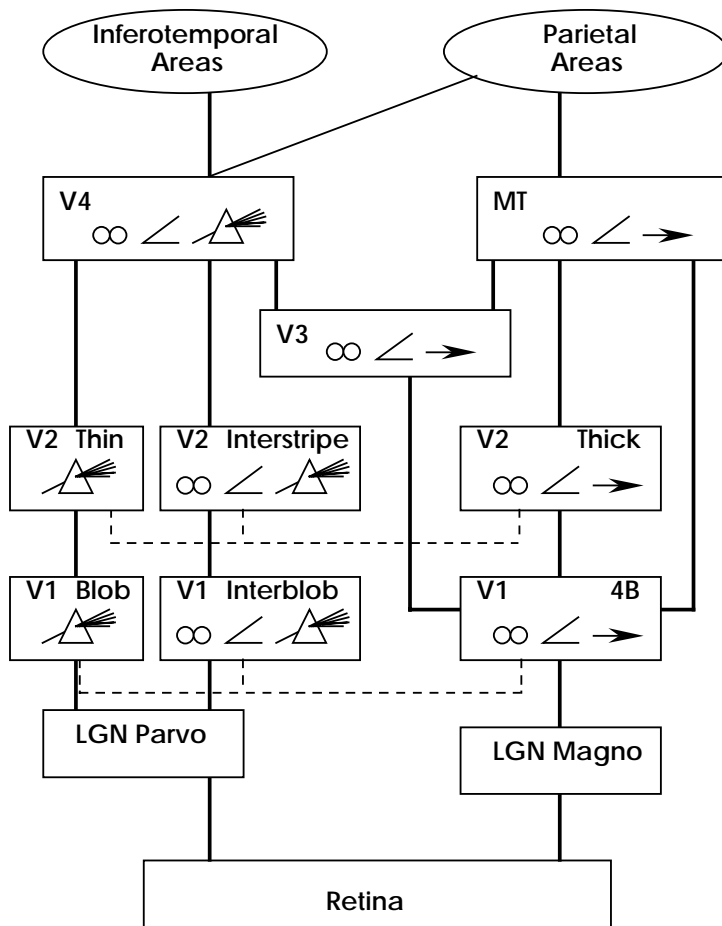 Inferotemporal
Areas
Parietal
Areas
V4
MT
V3
V2 Thin
V2 Interstripe
V2 Thick
V1 Blob
V1 Interblob
V1 4B
LGN Parvo
LGN Magno
Retina